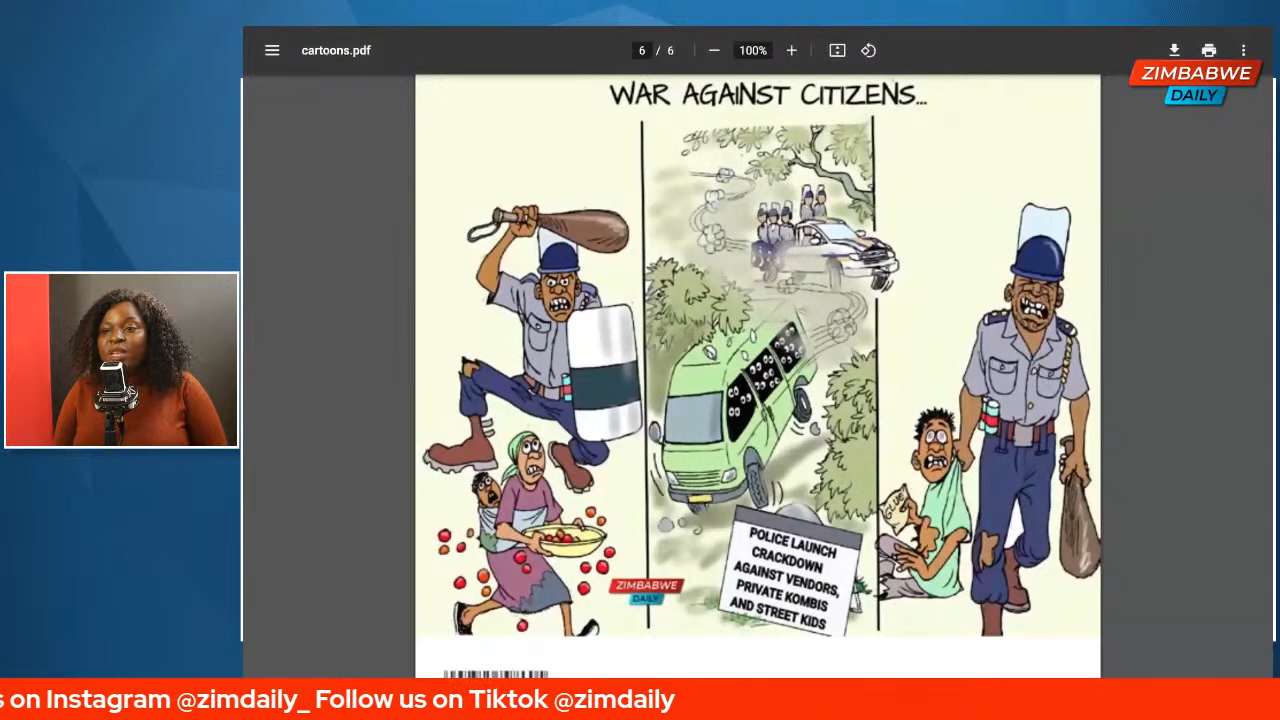 cartoons.pdf
6 / 6
100%
ZIMBABWE
DAILY
WAR AGAINST CITIZENS...
GLUE
POLICE LAUNCH
CRACKDOWN
AGAINST VENDORS,
PRIVATE KOMBIS
AND STREET KIDS
ZIMBABWE
DAILY
s on Instagram @zimdaily_ Follow us on Tiktok @zimdaily